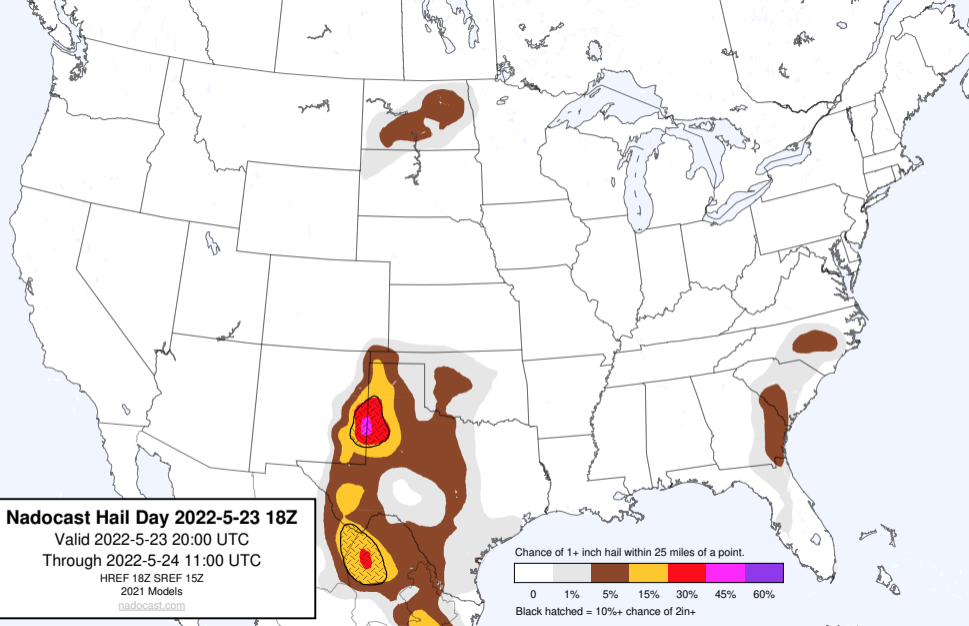 Nadocast Hail Day 2022-5-23 18Z
Valid 2022-5-23 20:00 UTC
Through 2022-5-24 11:00 UTC
HREF 18Z SREF 15Z
2021 Models
nadocast.com
Chance of 1+ inch hail within 25 miles of a point.
0 1% 5% 15% 30% 45% 60%
Black hatched = 10%+ chance of 2in+